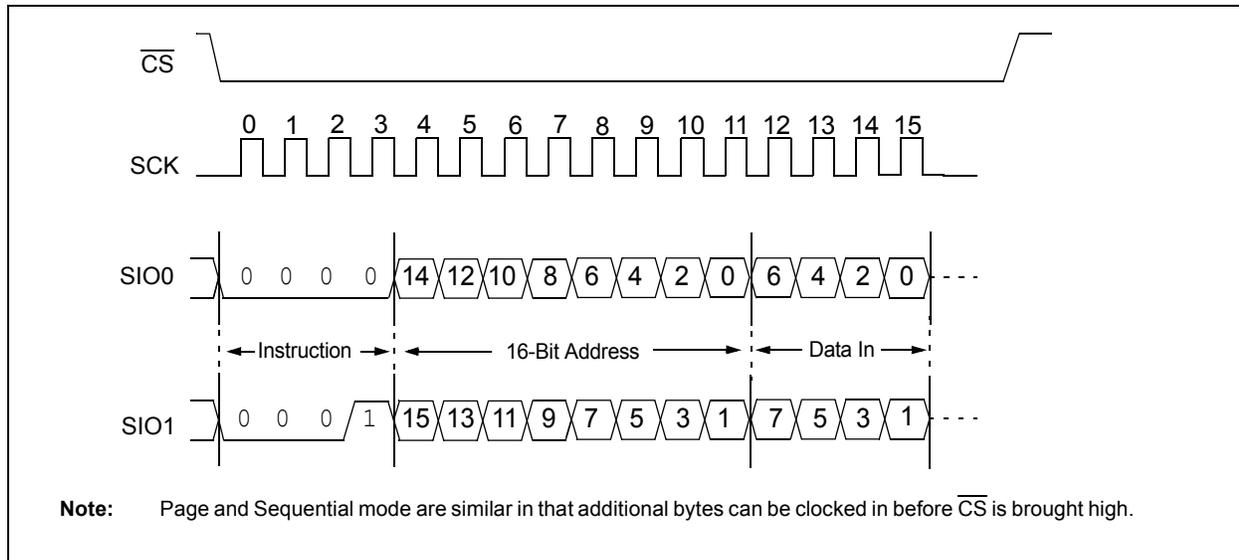 CS
0 1 2 3 4 5 6 7 8 9 10 11 12 13 14 15
SCK
SIO0 0 0 0 0 14 12 10 8 6 4 2 0 6 4 2 0
Instruction 16-Bit Address Data In
SIO1 0 0 0 1 15 13 11 9 7 5 3 1 7 5 3 1
Note: Page and Sequential mode are similar in that additional bytes can be clocked in before CS is brought high.